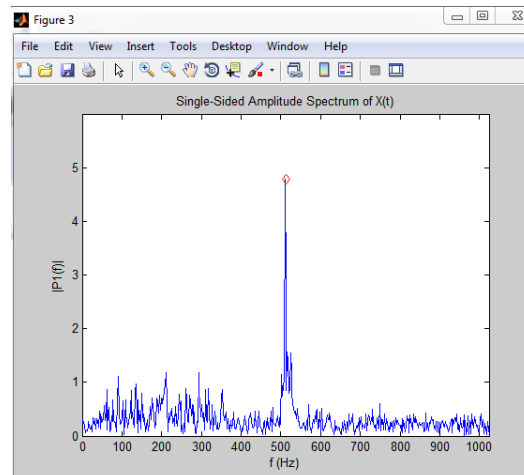 Figure 3
File Edit View Insert Tools Desktop Window Help
Single-Sided Amplitude Spectrum of X(t)
5
4
3
2
1
0
|P1(f)|
0 100 200 300 400 500 600 700 800 900 1000
f (Hz)